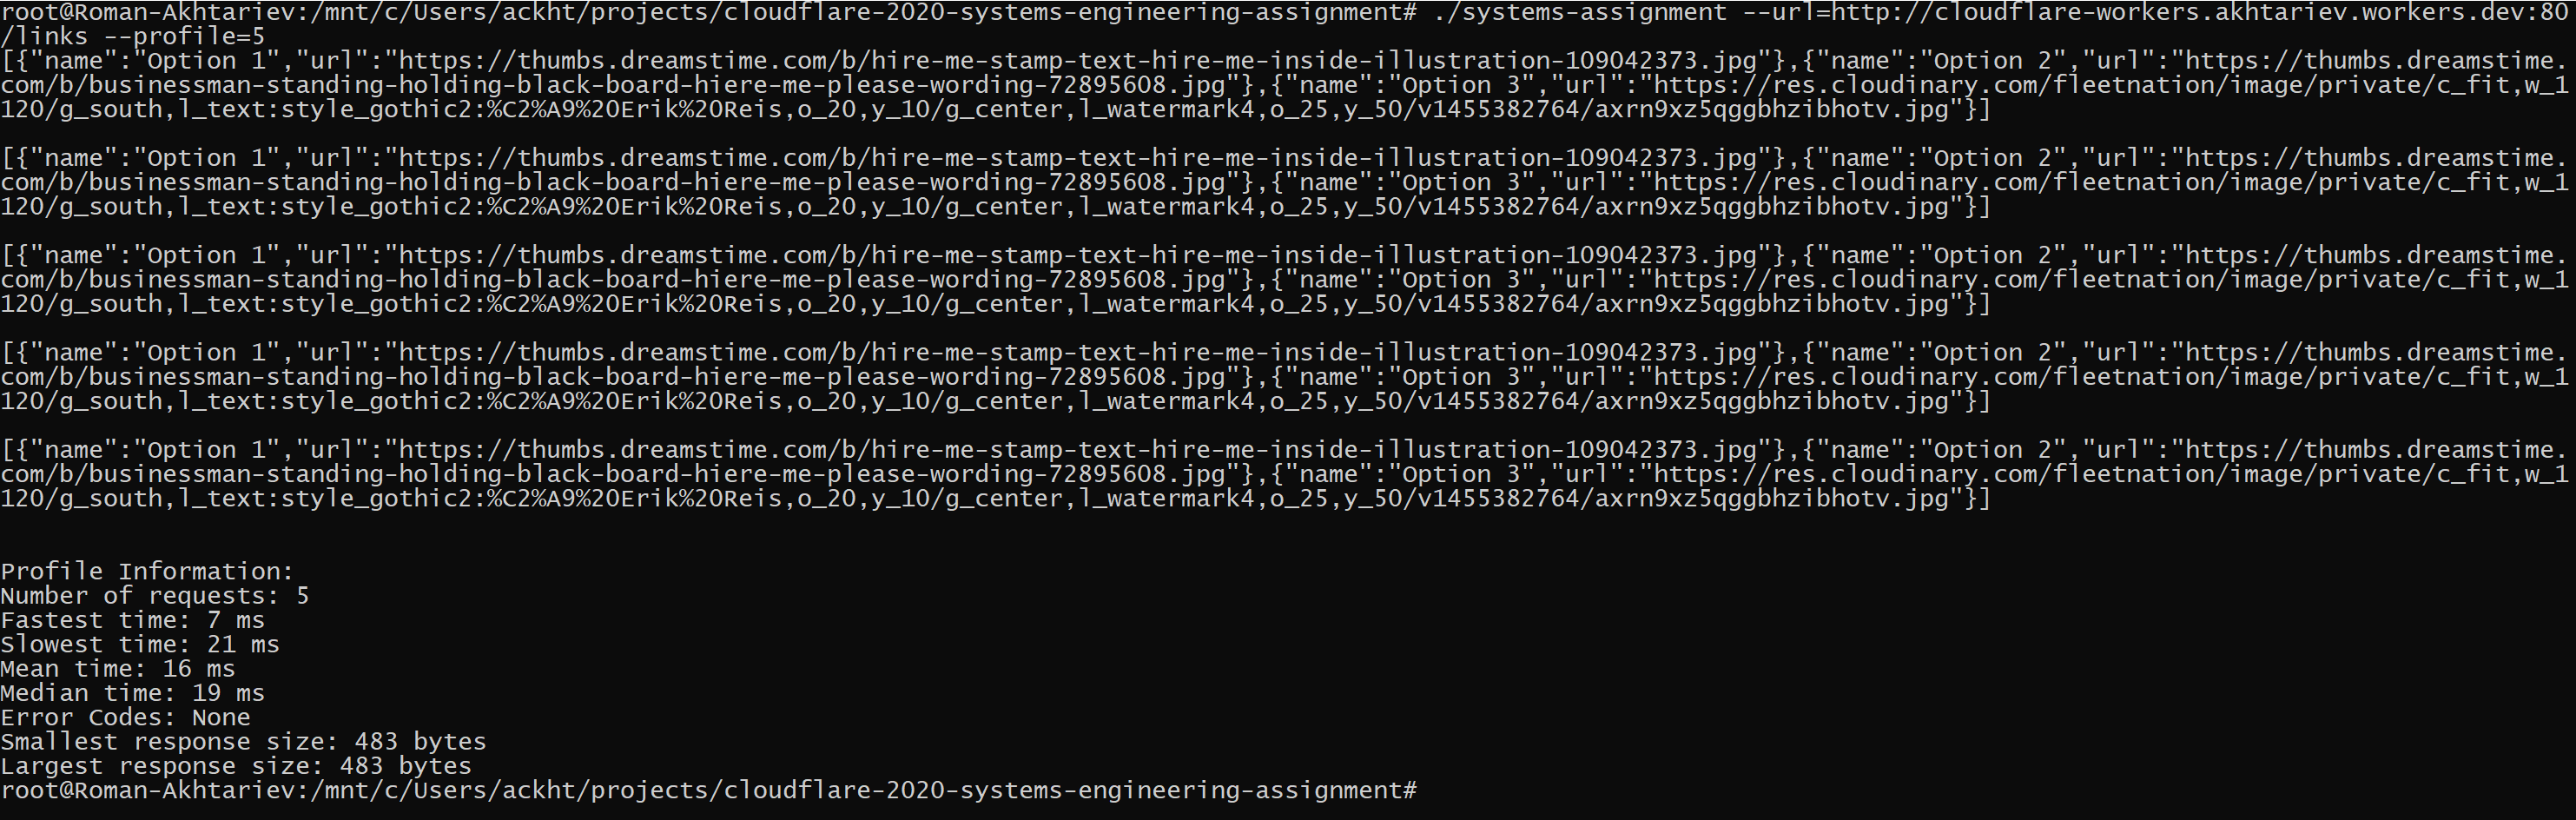 root@Roman-Akhtariev:/mnt/c/Users/ackht/projects/cloudflare-2020-systems-engineering-assignment# ./systems-assignment --url=http://cloudflare-workers.akhtariev.workers.dev:80
/links --profile=5
[{"name":"Option 1","url":"https://thumbs.dreamstime.com/b/hire-me-stamp-text-hire-me-inside-illustration-109042373.jpg"},{"name":"Option 2","url":"https://thumbs.dreamstime.
com/b/businessman-standing-holding-black-board-hiere-me-please-wording-72895608.jpg"},{"name":"Option 3","url":"https://res.cloudinary.com/fleetnation/image/private/c_fit,w_1
120/g_south,l_text:style_gothic2:%C2%A9%20Erik%20Reis,o_20,y_10/g_center,l_watermark4,o_25,y_50/v1455382764/axrn9xz5qggbhzibhotv.jpg"}]
[{"name":"Option 1","url":"https://thumbs.dreamstime.com/b/hire-me-stamp-text-hire-me-inside-illustration-109042373.jpg"},{"name":"Option 2","url":"https://thumbs.dreamstime.
com/b/businessman-standing-holding-black-board-hiere-me-please-wording-72895608.jpg"},{"name":"Option 3","url":"https://res.cloudinary.com/fleetnation/image/private/c_fit,w_1
120/g_south,l_text:style_gothic2:%C2%A9%20Erik%20Reis,o_20,y_10/g_center,l_watermark4,o_25,y_50/v1455382764/axrn9xz5qggbhzibhotv.jpg"}]
[{"name":"Option 1","url":"https://thumbs.dreamstime.com/b/hire-me-stamp-text-hire-me-inside-illustration-109042373.jpg"},{"name":"Option 2","url":"https://thumbs.dreamstime.
com/b/businessman-standing-holding-black-board-hiere-me-please-wording-72895608.jpg"},{"name":"Option 3","url":"https://res.cloudinary.com/fleetnation/image/private/c_fit,w_1
120/g_south,l_text:style_gothic2:%C2%A9%20Erik%20Reis,o_20,y_10/g_center,l_watermark4,o_25,y_50/v1455382764/axrn9xz5qggbhzibhotv.jpg"}]
[{"name":"Option 1","url":"https://thumbs.dreamstime.com/b/hire-me-stamp-text-hire-me-inside-illustration-109042373.jpg"},{"name":"Option 2","url":"https://thumbs.dreamstime.
com/b/businessman-standing-holding-black-board-hiere-me-please-wording-72895608.jpg"},{"name":"Option 3","url":"https://res.cloudinary.com/fleetnation/image/private/c_fit,w_1
120/g_south,l_text:style_gothic2:%C2%A9%20Erik%20Reis,o_20,y_10/g_center,l_watermark4,o_25,y_50/v1455382764/axrn9xz5qggbhzibhotv.jpg"}]
[{"name":"Option 1","url":"https://thumbs.dreamstime.com/b/hire-me-stamp-text-hire-me-inside-illustration-109042373.jpg"},{"name":"Option 2","url":"https://thumbs.dreamstime.
com/b/businessman-standing-holding-black-board-hiere-me-please-wording-72895608.jpg"},{"name":"Option 3","url":"https://res.cloudinary.com/fleetnation/image/private/c_fit,w_1
120/g_south,l_text:style_gothic2:%C2%A9%20Erik%20Reis,o_20,y_10/g_center,l_watermark4,o_25,y_50/v1455382764/axrn9xz5qggbhzibhotv.jpg"}]
Profile Information:
Number of requests: 5
Fastest time: 7 ms
Slowest time: 21 ms
Mean time: 16 ms
Median time: 19 ms
Error Codes: None
Smallest response size: 483 bytes
Largest response size: 483 bytes
root@Roman-Akhtariev:/mnt/c/Users/ackht/projects/cloudflare-2020-systems-engineering-assignment#